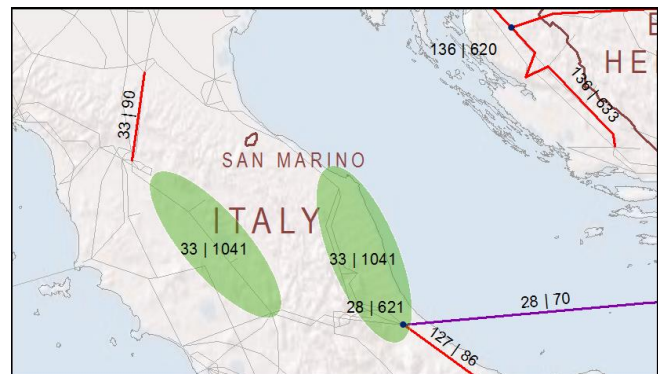 E
136 | 620
HE
136 | 633
33 | 90
SAN MARINO
ITALY
33 | 1041
33 | 1041
28 | 621
28 | 70
127 | 86